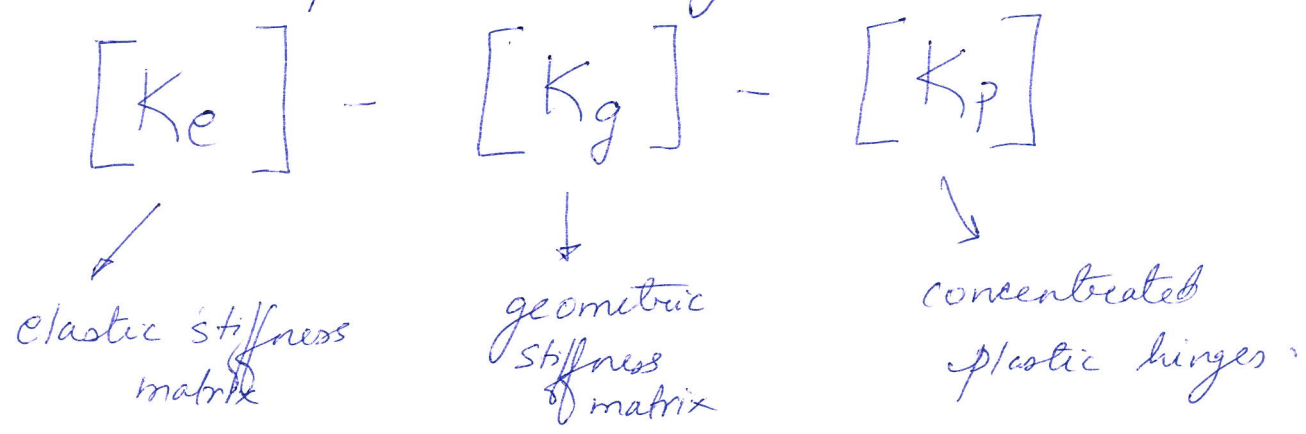 [Ke] - [Kg] - [Kp]
elastic stiffness matrix
geometric stiffness matrix
concentrated plastic hinges.